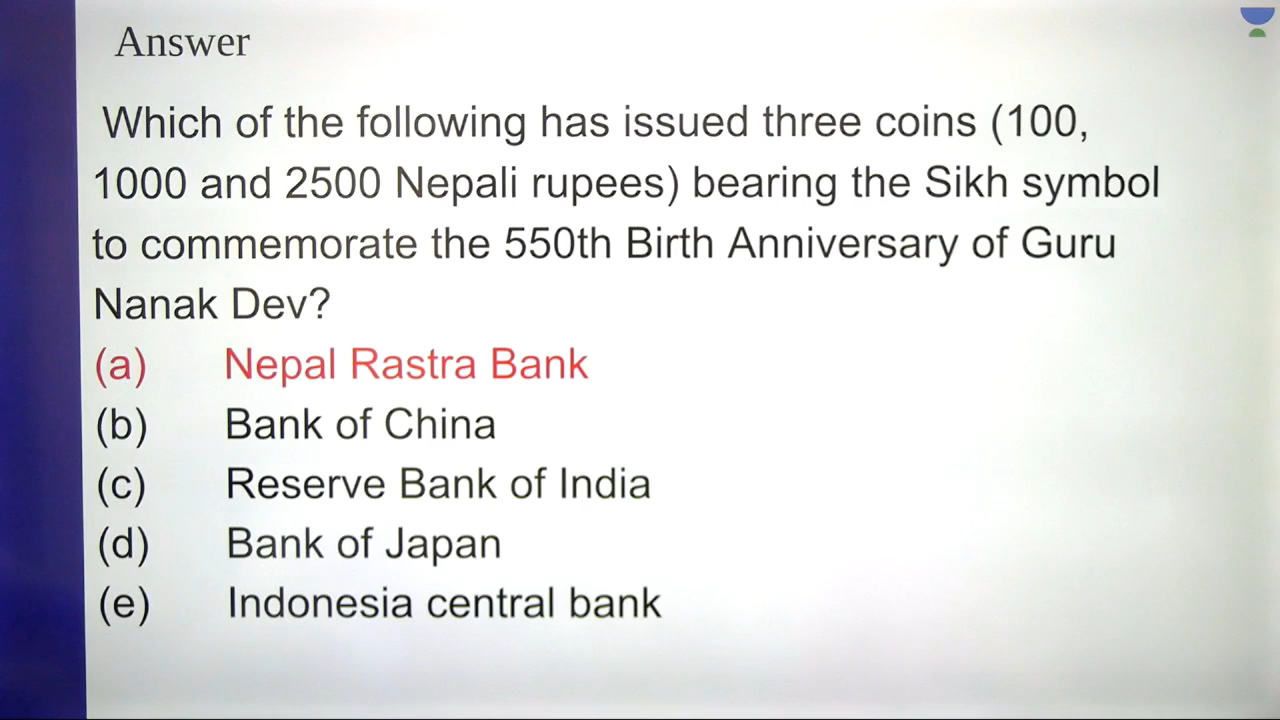 Answer
Which of the following has issued three coins (100,
1000 and 2500 Nepali rupees) bearing the Sikh symbol
to commemorate the 550th Birth Anniversary of Guru
Nanak Dev?
(a) Nepal Rastra Bank
(b) Bank of China
(c) Reserve Bank of India
(d) Bank of Japan
(e) Indonesia central bank